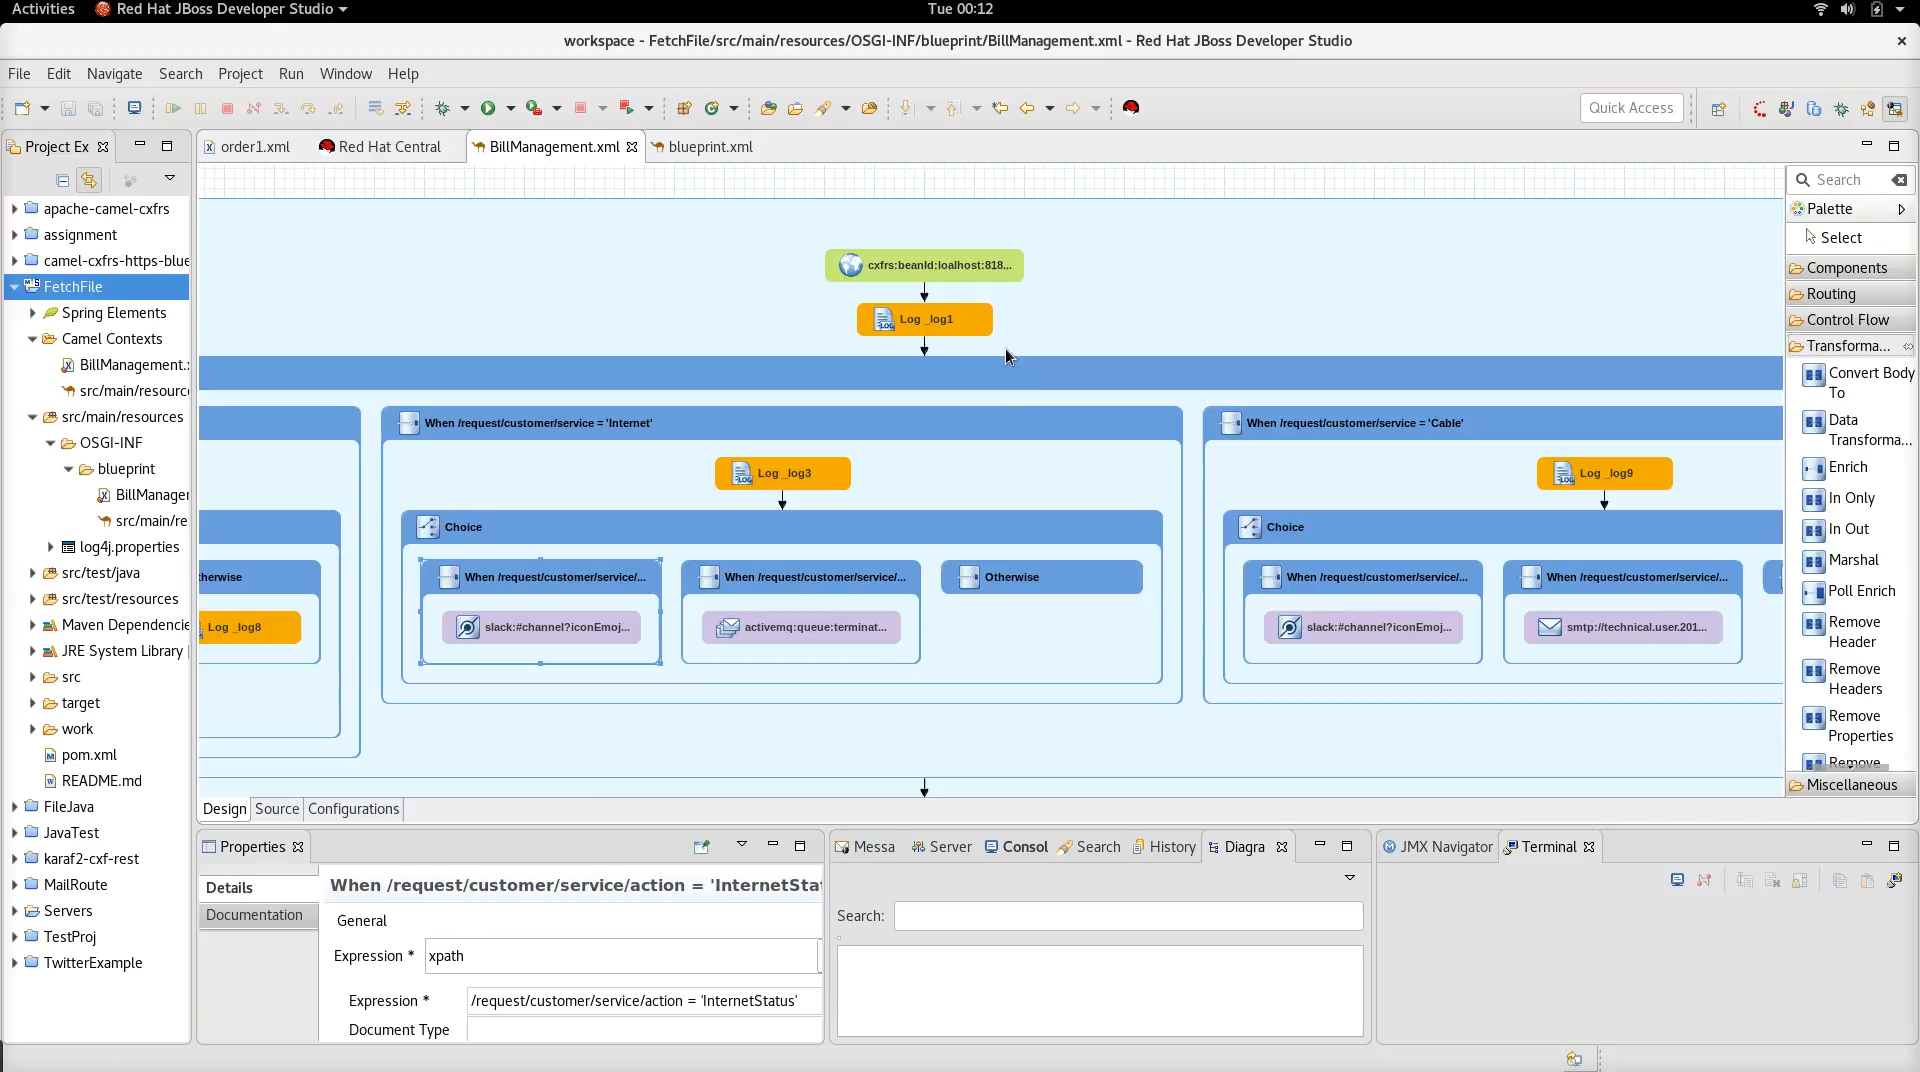 Activities
Red Hat JBoss Developer Studio
Tue 00:12
workspace - FetchFile/src/main/resources/OSGI-INF/blueprint/BillManagement.xml - Red Hat JBoss Developer Studio
File Edit Navigate Search Project Run Window Help
Quick Access
Project Ex
order1.xml
Red Hat Central
BillManagement.xml
blueprint.xml
apache-camel-cxfrs
assignment
camel-cxfrs-https-blue
FetchFile
Spring Elements
Camel Contexts
BillManagement.
src/main/resourc
src/main/resources
OSGI-INF
blueprint
BillManager
src/main/re
log4j.properties
src/test/java
src/test/resources
Maven Dependencie
JRE System Library
src
target
work
pom.xml
README.md
FileJava
JavaTest
karaf2-cxf-rest
MailRoute
Servers
TestProj
TwitterExample
cxfrs:beanId:loalhost:818...
Log _log1
When /request/customer/service = 'Internet'
When /request/customer/service = 'Cable'
Log _log3
Log _log9
Choice
Choice
herwise
When /request/customer/service/...
When /request/customer/service/...
Otherwise
When /request/customer/service/...
When /request/customer/service/...
Log _log8
slack:#channel?iconEmoj...
activemq:queue:terminat...
slack:#channel?iconEmoj...
smtp://technical.user.201...
Search
Palette
Select
Components
Routing
Control Flow
Transforma...
Convert Body
To
Data
Transforma...
Enrich
In Only
In Out
Marshal
Poll Enrich
Remove
Header
Remove
Headers
Remove
Properties
Remove
Miscellaneous
Design Source Configurations
Properties
Details
Documentation
When /request/customer/service/action = 'InternetStat
General
Expression * xpath
Expression * /request/customer/service/action = 'InternetStatus'
Document Type
Messa Server Consol Search History Diagra
Search:
JMX Navigator Terminal